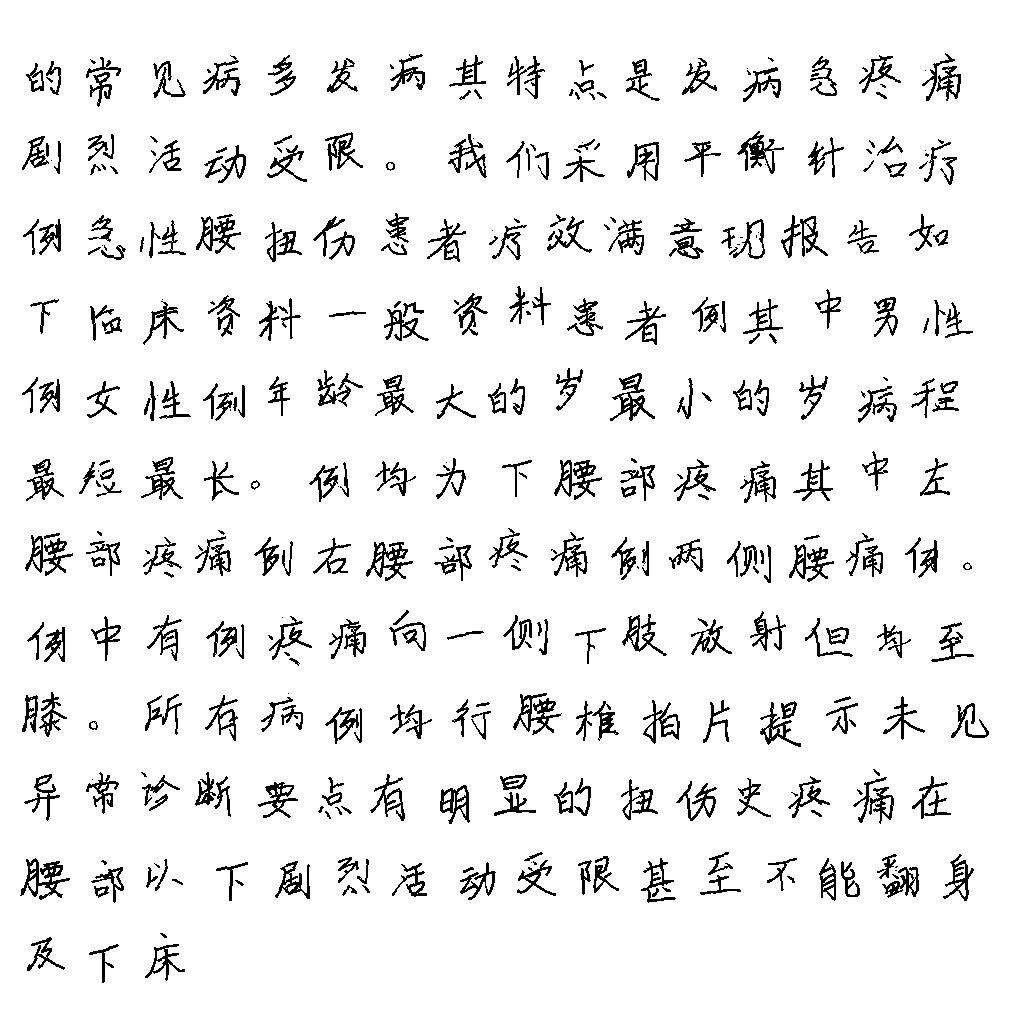 的常见病多发病其特点是发病急疼痛
剧烈活动受限。我们采用平衡针治疗
例急性腰扭伤患者疗效满意现报告如
下临床资料一般资料患者例其中男性
例女性例年龄最大的岁最小的岁病程
最短最长。例均为下腰部疼痛其中左
腰部疼痛例右腰部疼痛例两侧腰痛例。
例中有例疼痛向一侧下肢放射但均至
膝。所有病例均行腰椎拍片提示未见
异常诊断要点有明显的扭伤史疼痛在
腰部以下剧烈活动受限甚至不能翻身
及下床